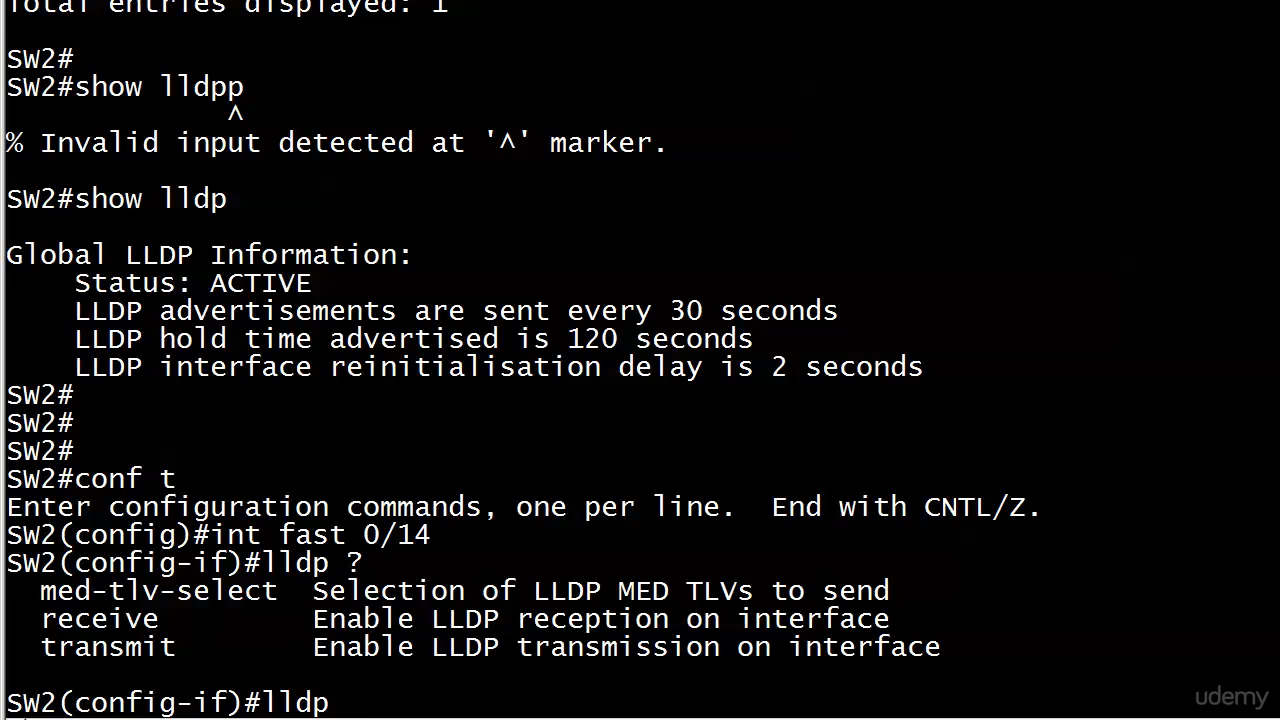 Total entries displayed: 1
SW2#
SW2#show lldpp
^
% Invalid input detected at '^' marker.
SW2#show lldp
Global LLDP Information:
Status: ACTIVE
LLDP advertisements are sent every 30 seconds
LLDP hold time advertised is 120 seconds
LLDP interface reinitialisation delay is 2 seconds
SW2#
SW2#
SW2#
SW2#conf t
Enter configuration commands, one per line.  End with CNTL/Z.
SW2(config)#int fast 0/14
SW2(config-if)#lldp ?
med-tlv-select  Selection of LLDP MED TLVs to send
receive         Enable LLDP reception on interface
transmit        Enable LLDP transmission on interface
SW2(config-if)#lldp
udemy